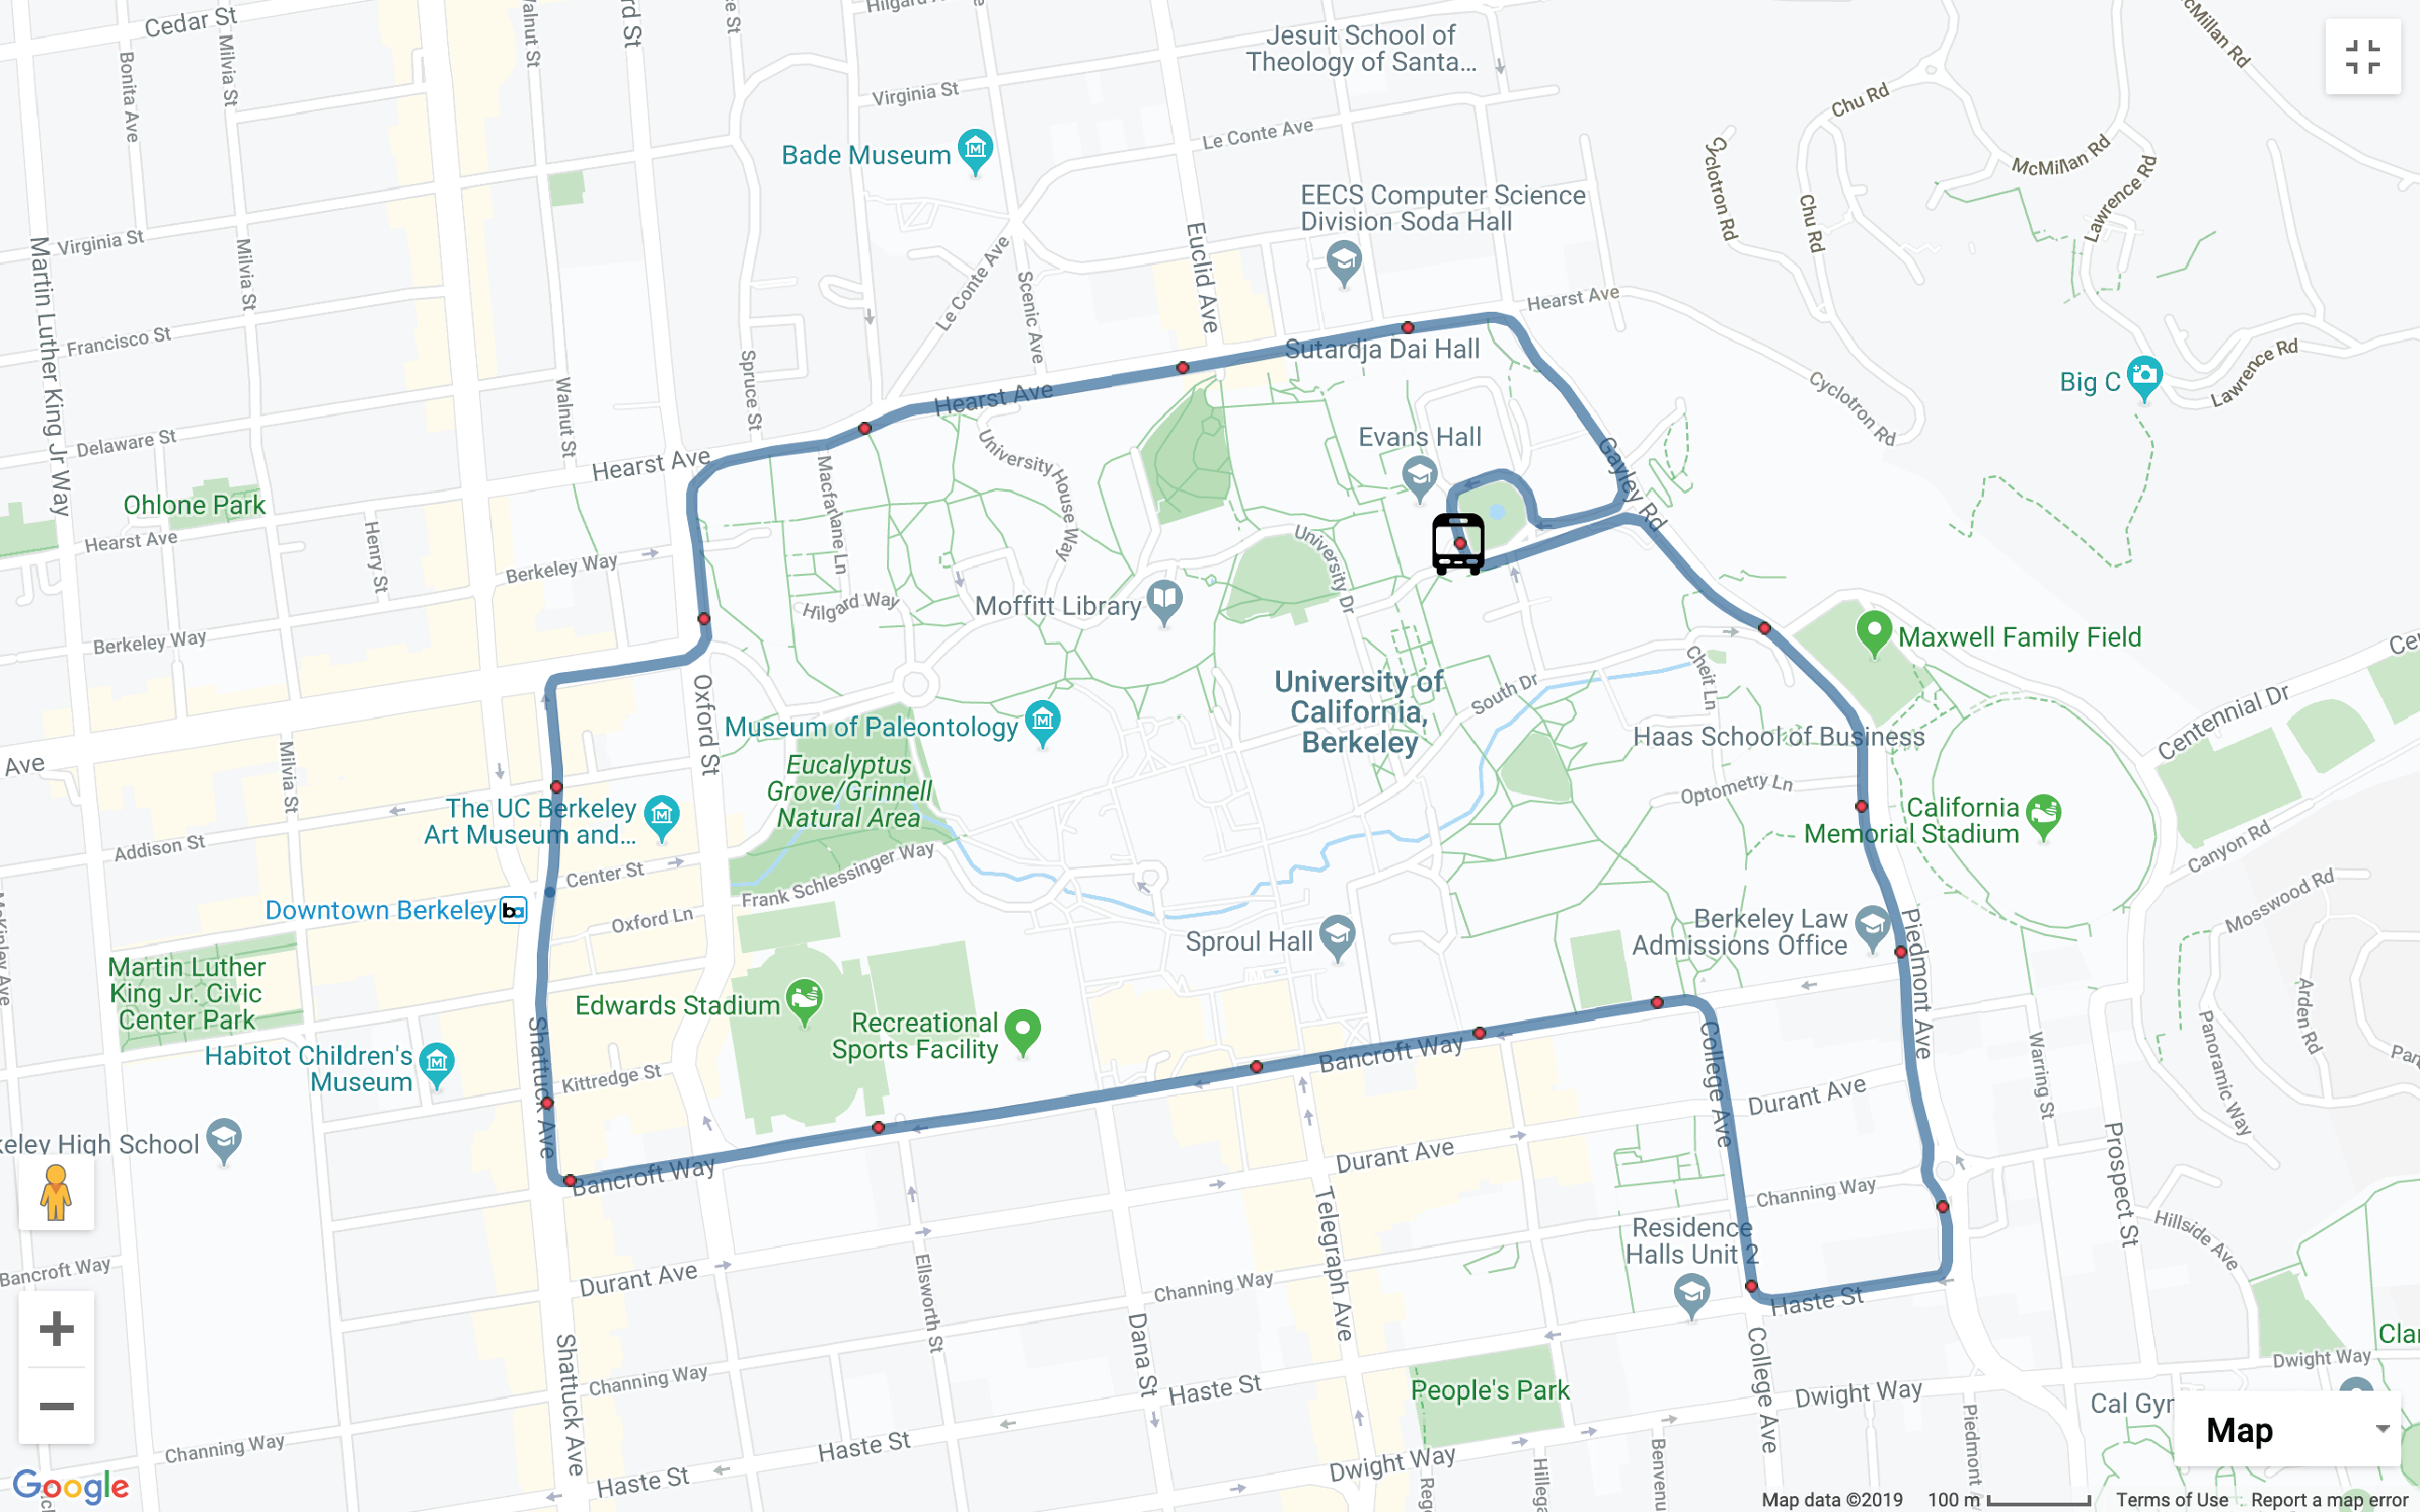 Cedar St
Bonita Ave
Milvia St
Walnut St
Hilgard
Jesuit School of
Theology of Santa...
McMillan Rd
Virginia St
Chu Rd
Le Conte Ave
Bade Museum
Cyclotron Rd
McMillan Rd
Lawrence Rd
EECS Computer Science
Division Soda Hall
Chu Rd
Virginia St
Martin Luther King Jr Way
Milvia St
Le Conte Ave
Scenic Ave
Euclid Ave
Hearst Ave
Francisco St
Sutardja Dai Hall
Lawrence Rd
Big C
Cyclotron Rd
Spruce St
Walnut St
Hearst Ave
Delaware St
Evans Hall
Gayley Rd
Hearst Ave
Macfarlane Ln
University House Way
Ohlone Park
Hearst Ave
Henry St
Berkeley Way
University Dr
Hilgard Way
Moffitt Library
Berkeley Way
Maxwell Family Field
University of
California,
Berkeley
South Dr
Cheit Ln
Centennial Dr
Oxford St
Museum of Paleontology
Haas School of Business
Ave
Milvia St
Eucalyptus
Grove/Grinnell
Natural Area
Optometry Ln
The UC Berkeley
Art Museum and...
California
Memorial Stadium
Addison St
Canyon Rd
Center St
Frank Schlessinger Way
Mosswood Rd
Downtown Berkeley
Oxford Ln
Berkeley Law
Admissions Office
Sproul Hall
Piedmont Ave
McKinley Ave
Martin Luther
King Jr. Civic
Center Park
Edwards Stadium
Recreational
Sports Facility
Arden Rd
Panoramic Way
Bancroft Way
College Ave
Warring St
Habitot Children's
Museum
Shattuck Ave
Kittredge St
Durant Ave
keley High School
Durant Ave
Bancroft Way
Channing Way
Prospect St
Telegraph Ave
Residence
Halls Unit 2
Hillside Ave
Bancroft Way
Durant Ave
Ellsworth St
Channing Way
Haste St
Shattuck Ave
Dana St
College Ave
Dwight Way
Channing Way
Haste St
People's Park
Dwight Way
Cal Gyr
Map
Channing Way
Haste St
Haste St
Dwight Way
Benvenu
Hillega
Piedmont
Google
Map data ©2019
100 m
Terms of Use
Report a map error